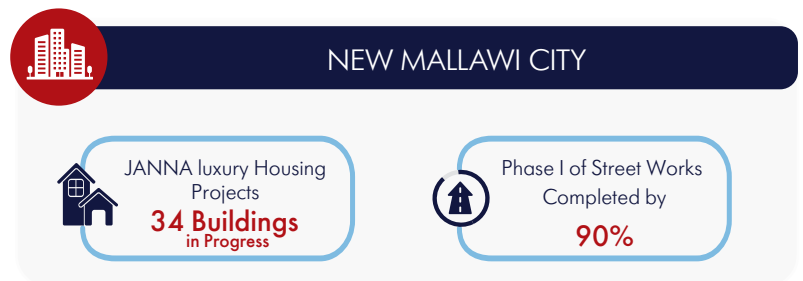 NEW MALLAWI CITY
JANNA luxury Housing
Projects
34 Buildings
in Progress
Phase I of Street Works
Completed by
90%